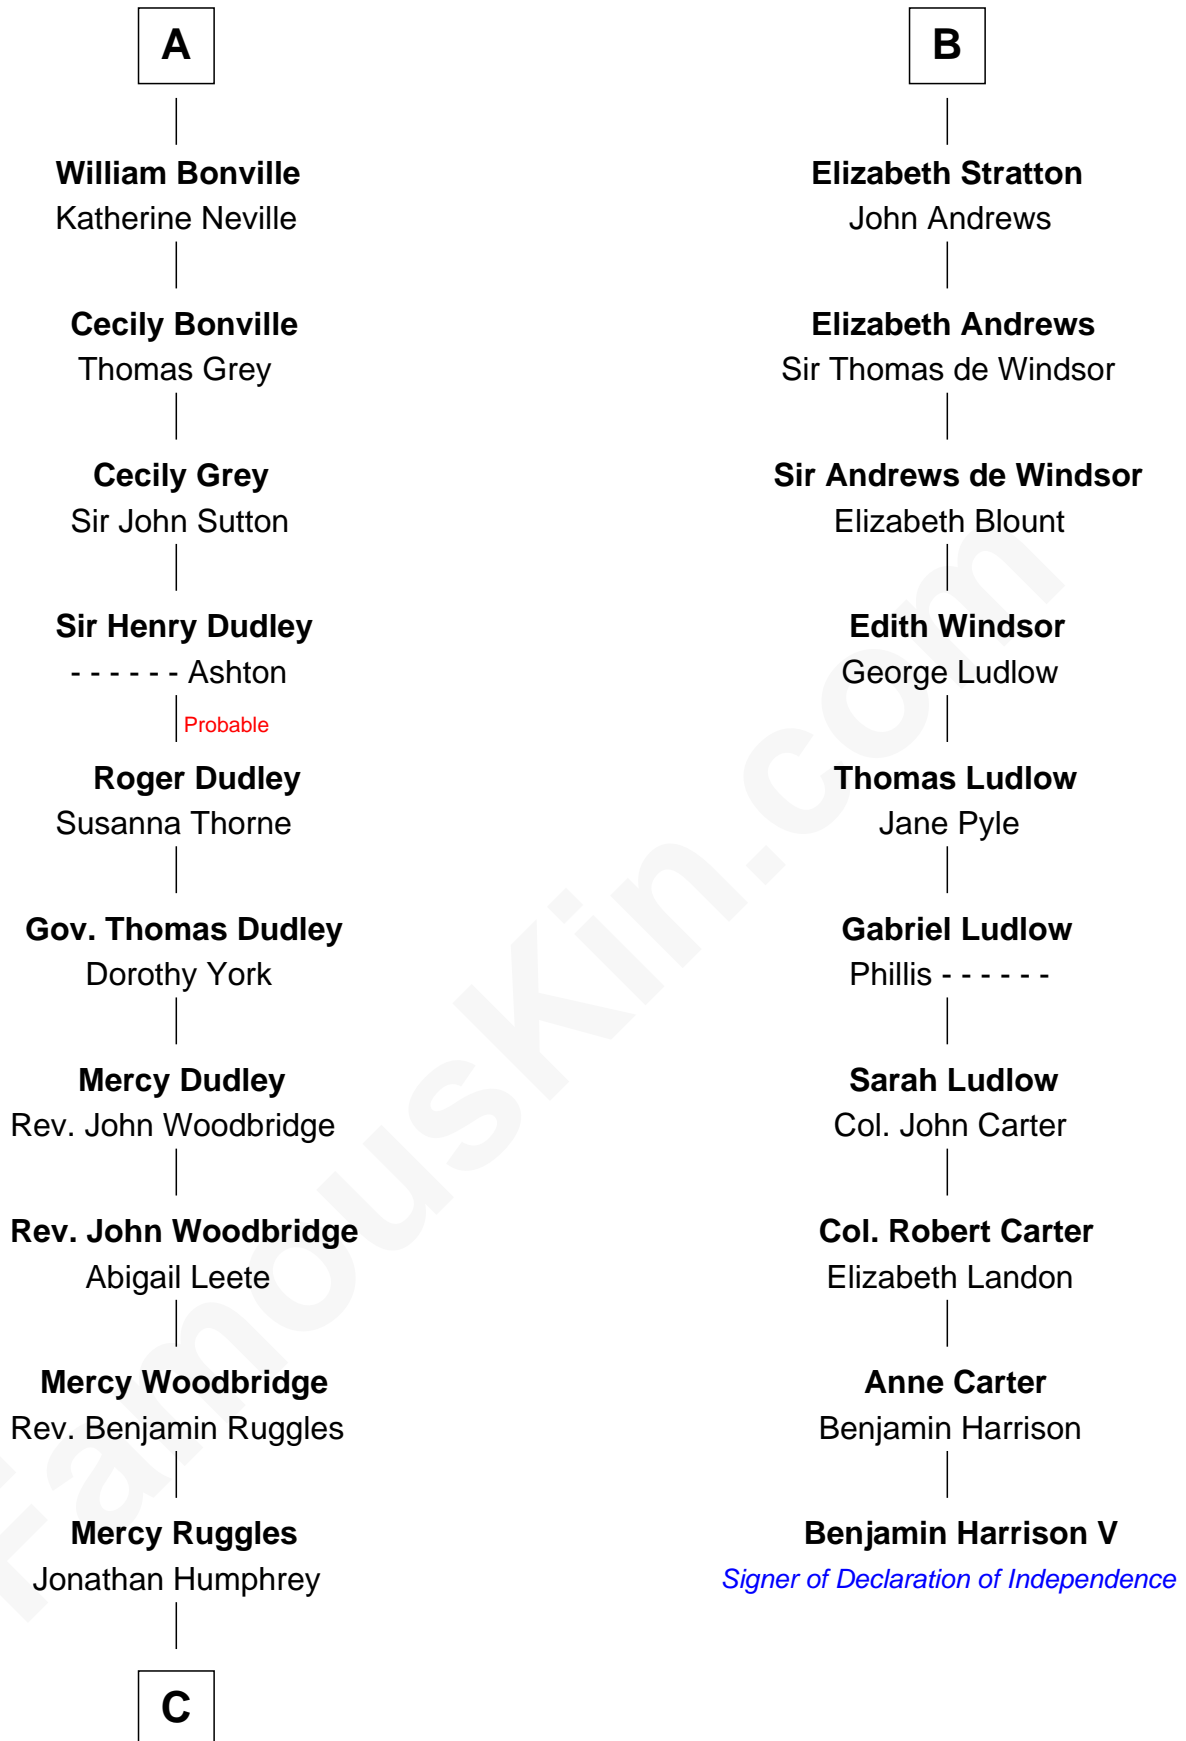 A
William Bonville
Katherine Neville
Cecily Bonville
Thomas Grey
Cecily Grey
Sir John Sutton
Sir Henry Dudley
- - - - - - Ashton
Probable
Roger Dudley
Susanna Thorne
Gov. Thomas Dudley
Dorothy York
Mercy Dudley
Rev. John Woodbridge
Rev. John Woodbridge
Abigail Leete
Mercy Woodbridge
Rev. Benjamin Ruggles
Mercy Ruggles
Jonathan Humphrey
C
B
Elizabeth Stratton
John Andrews
Elizabeth Andrews
Sir Thomas de Windsor
Sir Andrews de Windsor
Elizabeth Blount
Edith Windsor
George Ludlow
Thomas Ludlow
Jane Pyle
Gabriel Ludlow
Phillis - - - - - -
Sarah Ludlow
Col. John Carter
Col. Robert Carter
Elizabeth Landon
Anne Carter
Benjamin Harrison
Benjamin Harrison V
Signer of Declaration of Independence
FamousKin.com